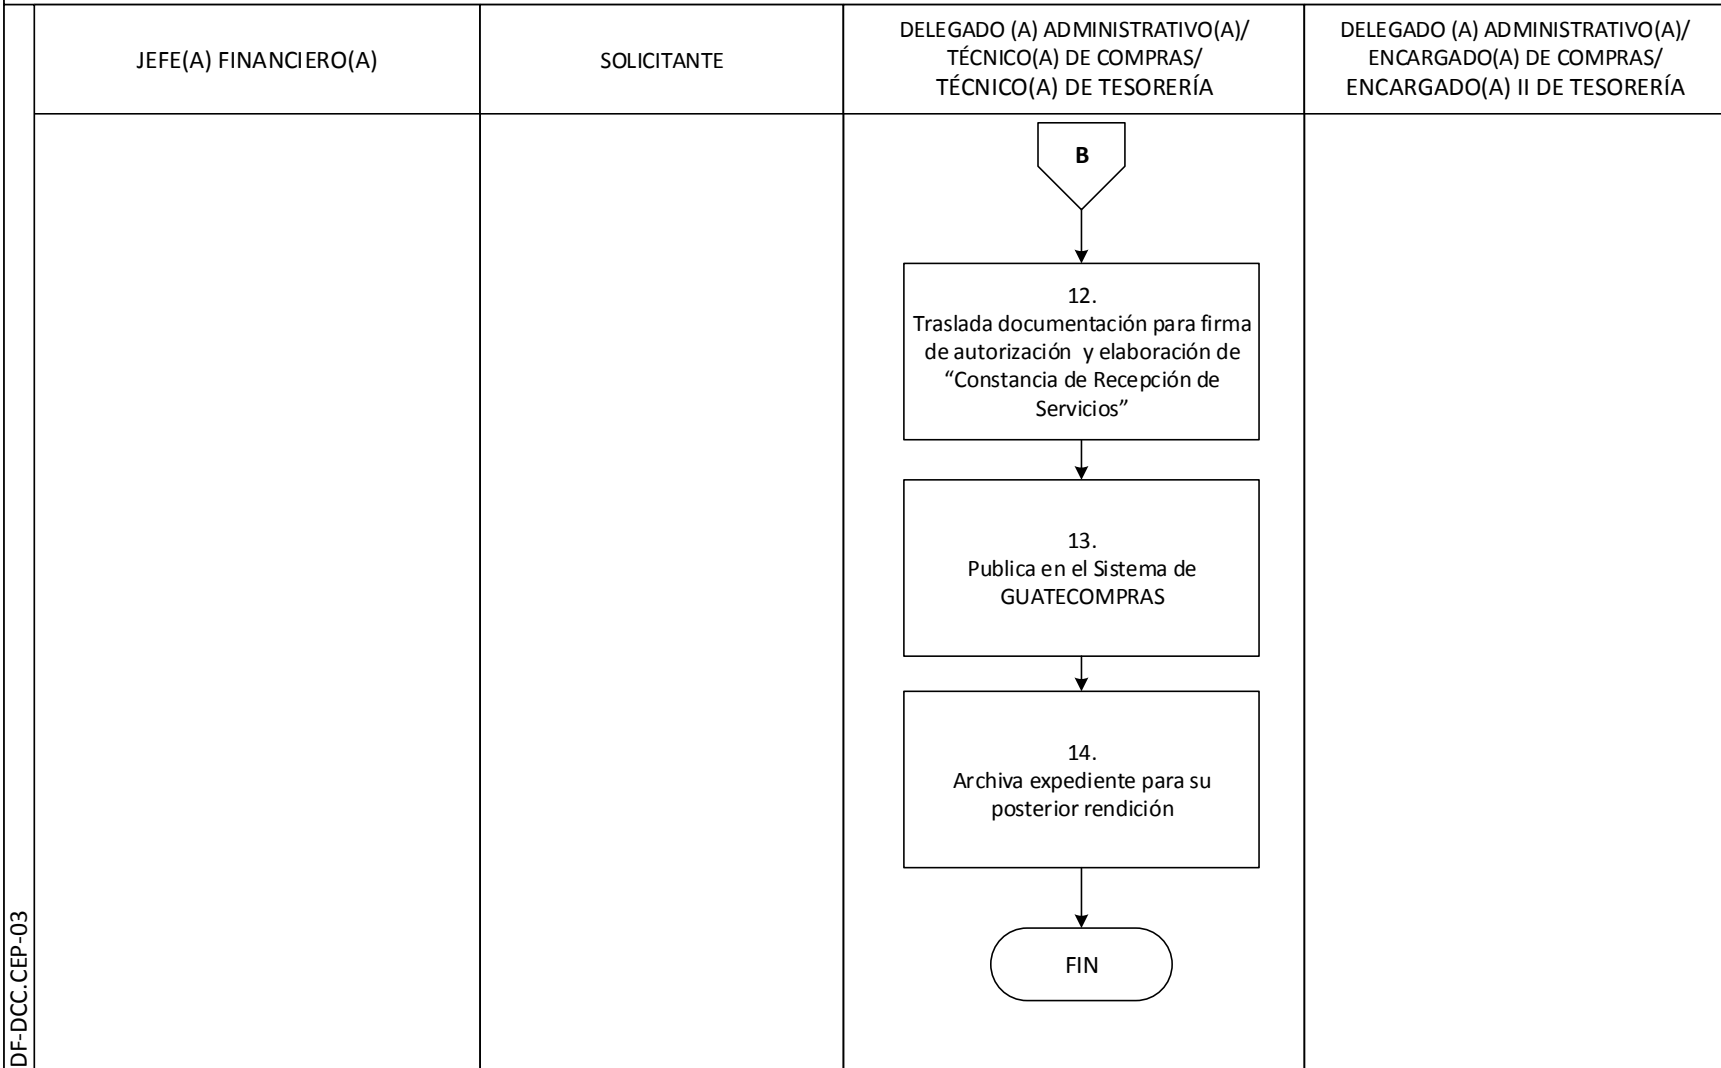 JEFE(A) FINANCIERO(A)
SOLICITANTE
DELEGADO (A) ADMINISTRATIVO(A)/
TÉCNICO(A) DE COMPRAS/
TÉCNICO(A) DE TESORERÍA
DELEGADO (A) ADMINISTRATIVO(A)/
ENCARGADO(A) DE COMPRAS/
ENCARGADO(A) II DE TESORERÍA
B
12.
Traslada documentación para firma
de autorización y elaboración de
“Constancia de Recepción de
Servicios”
13.
Publica en el Sistema de
GUATECOMPRAS
14.
Archiva expediente para su
posterior rendición
FIN
DF-DCC.CEP-03